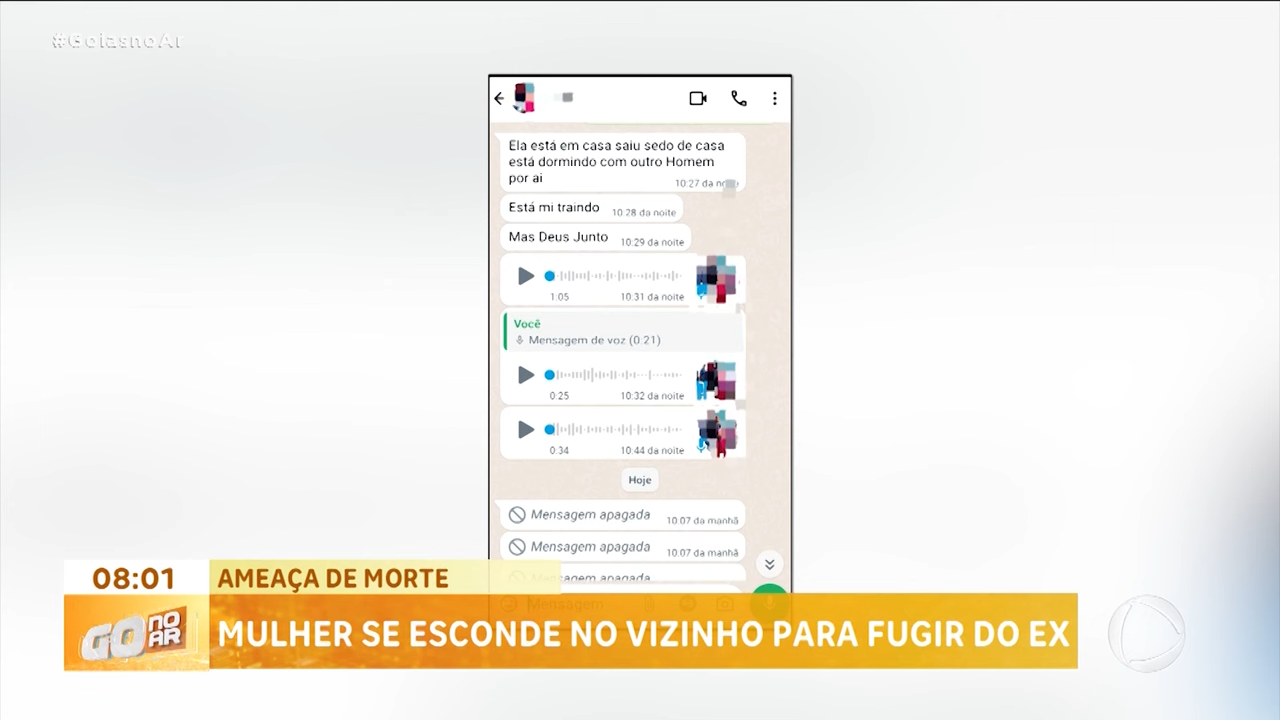 #GoiasnoAr
Ela está em casa saiu sedo de casa
está dormindo com outro Homem
por ai
10:27 da noite
Está mi traindo
10:28 da noite
Mas Deus Junto
10:29 da noite
1:05
10:31 da noite
Você
Mensagem de voz (0:21)
0:25
10:32 da noite
0:34
10:44 da noite
Hoje
Mensagem apagada
10:07 da manhã
Mensagem apagada
10:07 da manhã
Mensagem apagada
Mensagem
08:01
AMEAÇA DE MORTE
GO NO AR
MULHER SE ESCONDE NO VIZINHO PARA FUGIR DO EX